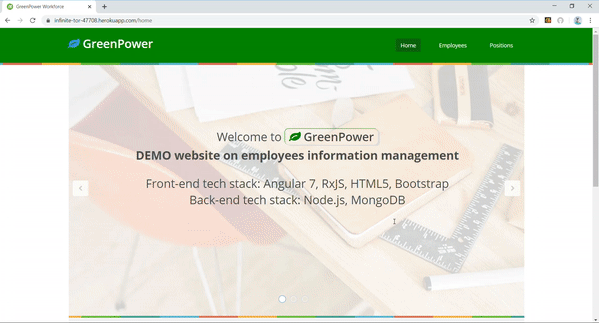 GreenPower Workforce
infinite-tor-47708.herokuapp.com/home
GreenPower
Home
Employees
Positions
Welcome to GreenPower
DEMO website on employees information management
Front-end tech stack: Angular 7, RxJS, HTML5, Bootstrap
Back-end tech stack: Node.js, MongoDB